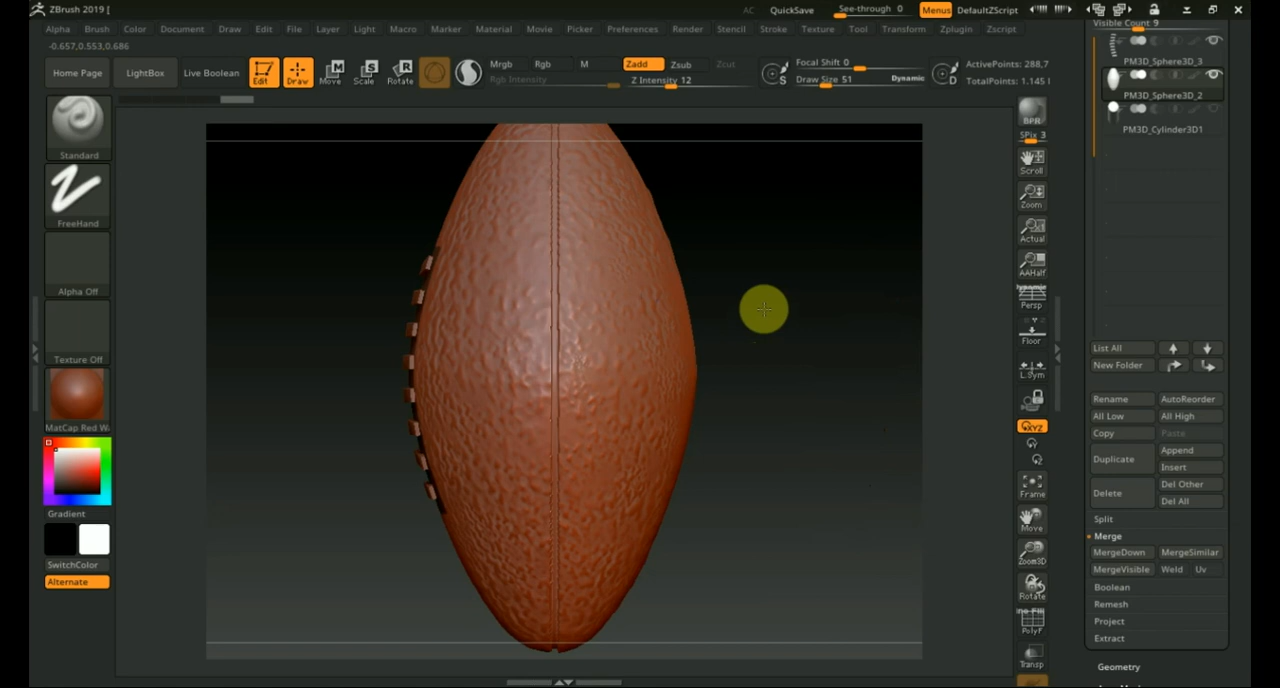 ZBrush 2019 [
AC QuickSave See-through 0 Menus DefaultZScript
Alpha Brush Color Document Draw Edit File Layer Light Macro Marker Material Movie Picker Preferences Render Stencil Stroke Texture Tool Transform Zplugin Zscript
-0.657,0.553,0.686
Home Page LightBox Live Boolean Edit Draw Move Scale Rotate
Mrgb Rgb M Zadd Zsub Zcut
Rgb Intensity Z Intensity 12
Focal Shift 0
Draw Size 51 Dynamic
ActivePoints: 288,7
TotalPoints: 1.145
Standard
FreeHand
Alpha Off
Texture Off
MatCap Red W
Gradient
SwitchColor
Alternate
BPR
SPix 3
Scroll
Zoom
Actual
AAHalf
Dynamic
Persp
Floor
L.Sym
XYZ
Frame
Move
Zoom3D
Rotate
PolyF
Transp
Visible Count 9
PM3D_Sphere3D_3
PM3D_Sphere3D_2
PM3D_Cylinder3D1
List All
New Folder
Rename AutoReorder
All Low All High
Copy Paste
Duplicate Append
Insert
Delete Del Other
Del All
Split
Merge
MergeDown MergeSimilar
MergeVisible Weld Uv
Boolean
Remesh
Project
Extract
Geometry